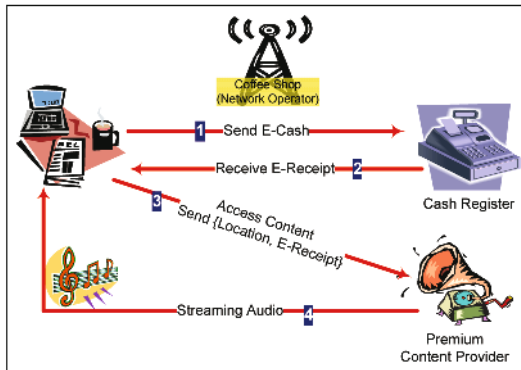 Coffee Shop
(Network Operator)
1 Send E-Cash
Receive E-Receipt 2
Cash Register
3 Access Content
Send {Location, E-Receipt}
Streaming Audio 4
Premium
Content Provider